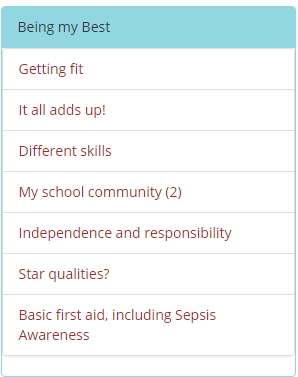 Being my Best
Getting fit
It all adds up!
Different skills
My school community (2)
Independence and responsibility
Star qualities?
Basic first aid, including Sepsis
Awareness